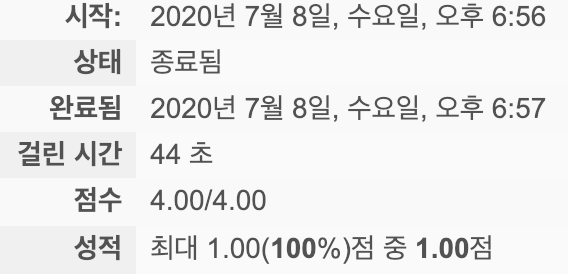 시작: 2020년 7월 8일, 수요일, 오후 6:56
상태 종료됨
완료됨 2020년 7월 8일, 수요일, 오후 6:57
걸린 시간 44 초
점수 4.00/4.00
성적 최대 1.00(100%)점 중 1.00점